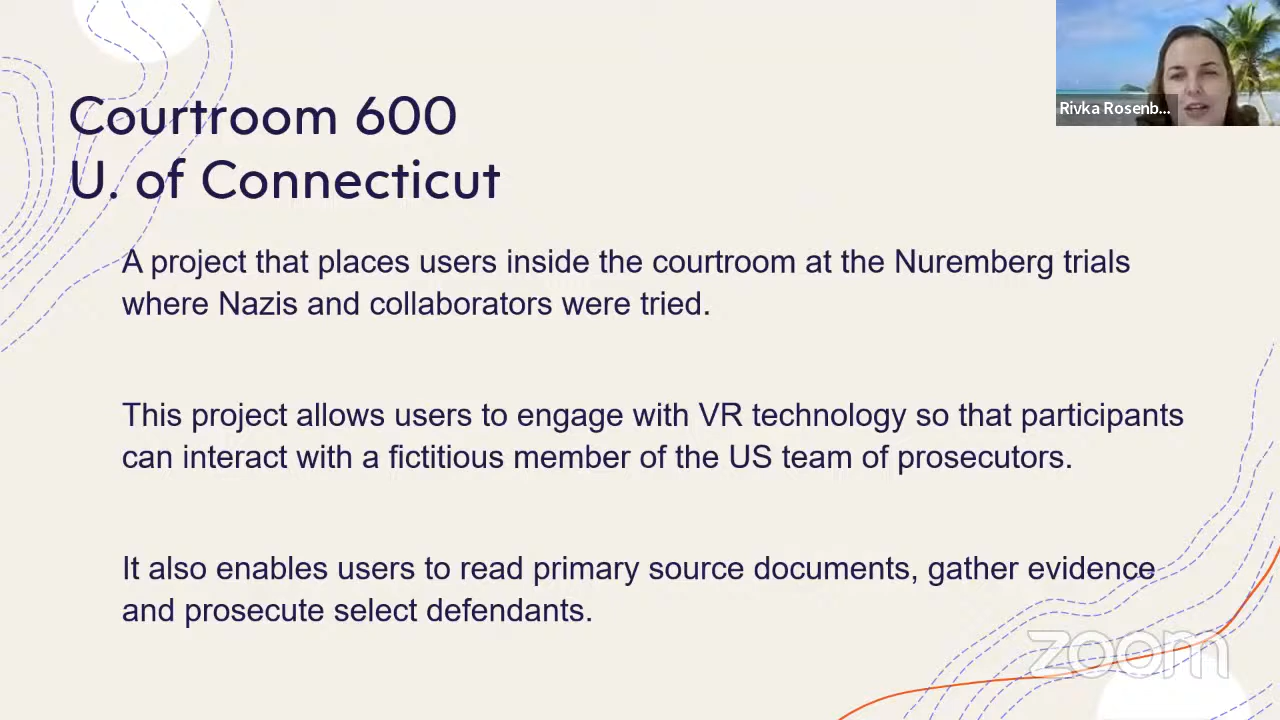 Courtroom 600
U. of Connecticut
Rivka Rosenb...
A project that places users inside the courtroom at the Nuremberg trials
where Nazis and collaborators were tried.
This project allows users to engage with VR technology so that participants
can interact with a fictitious member of the US team of prosecutors.
It also enables users to read primary source documents, gather evidence
and prosecute select defendants.
zoom